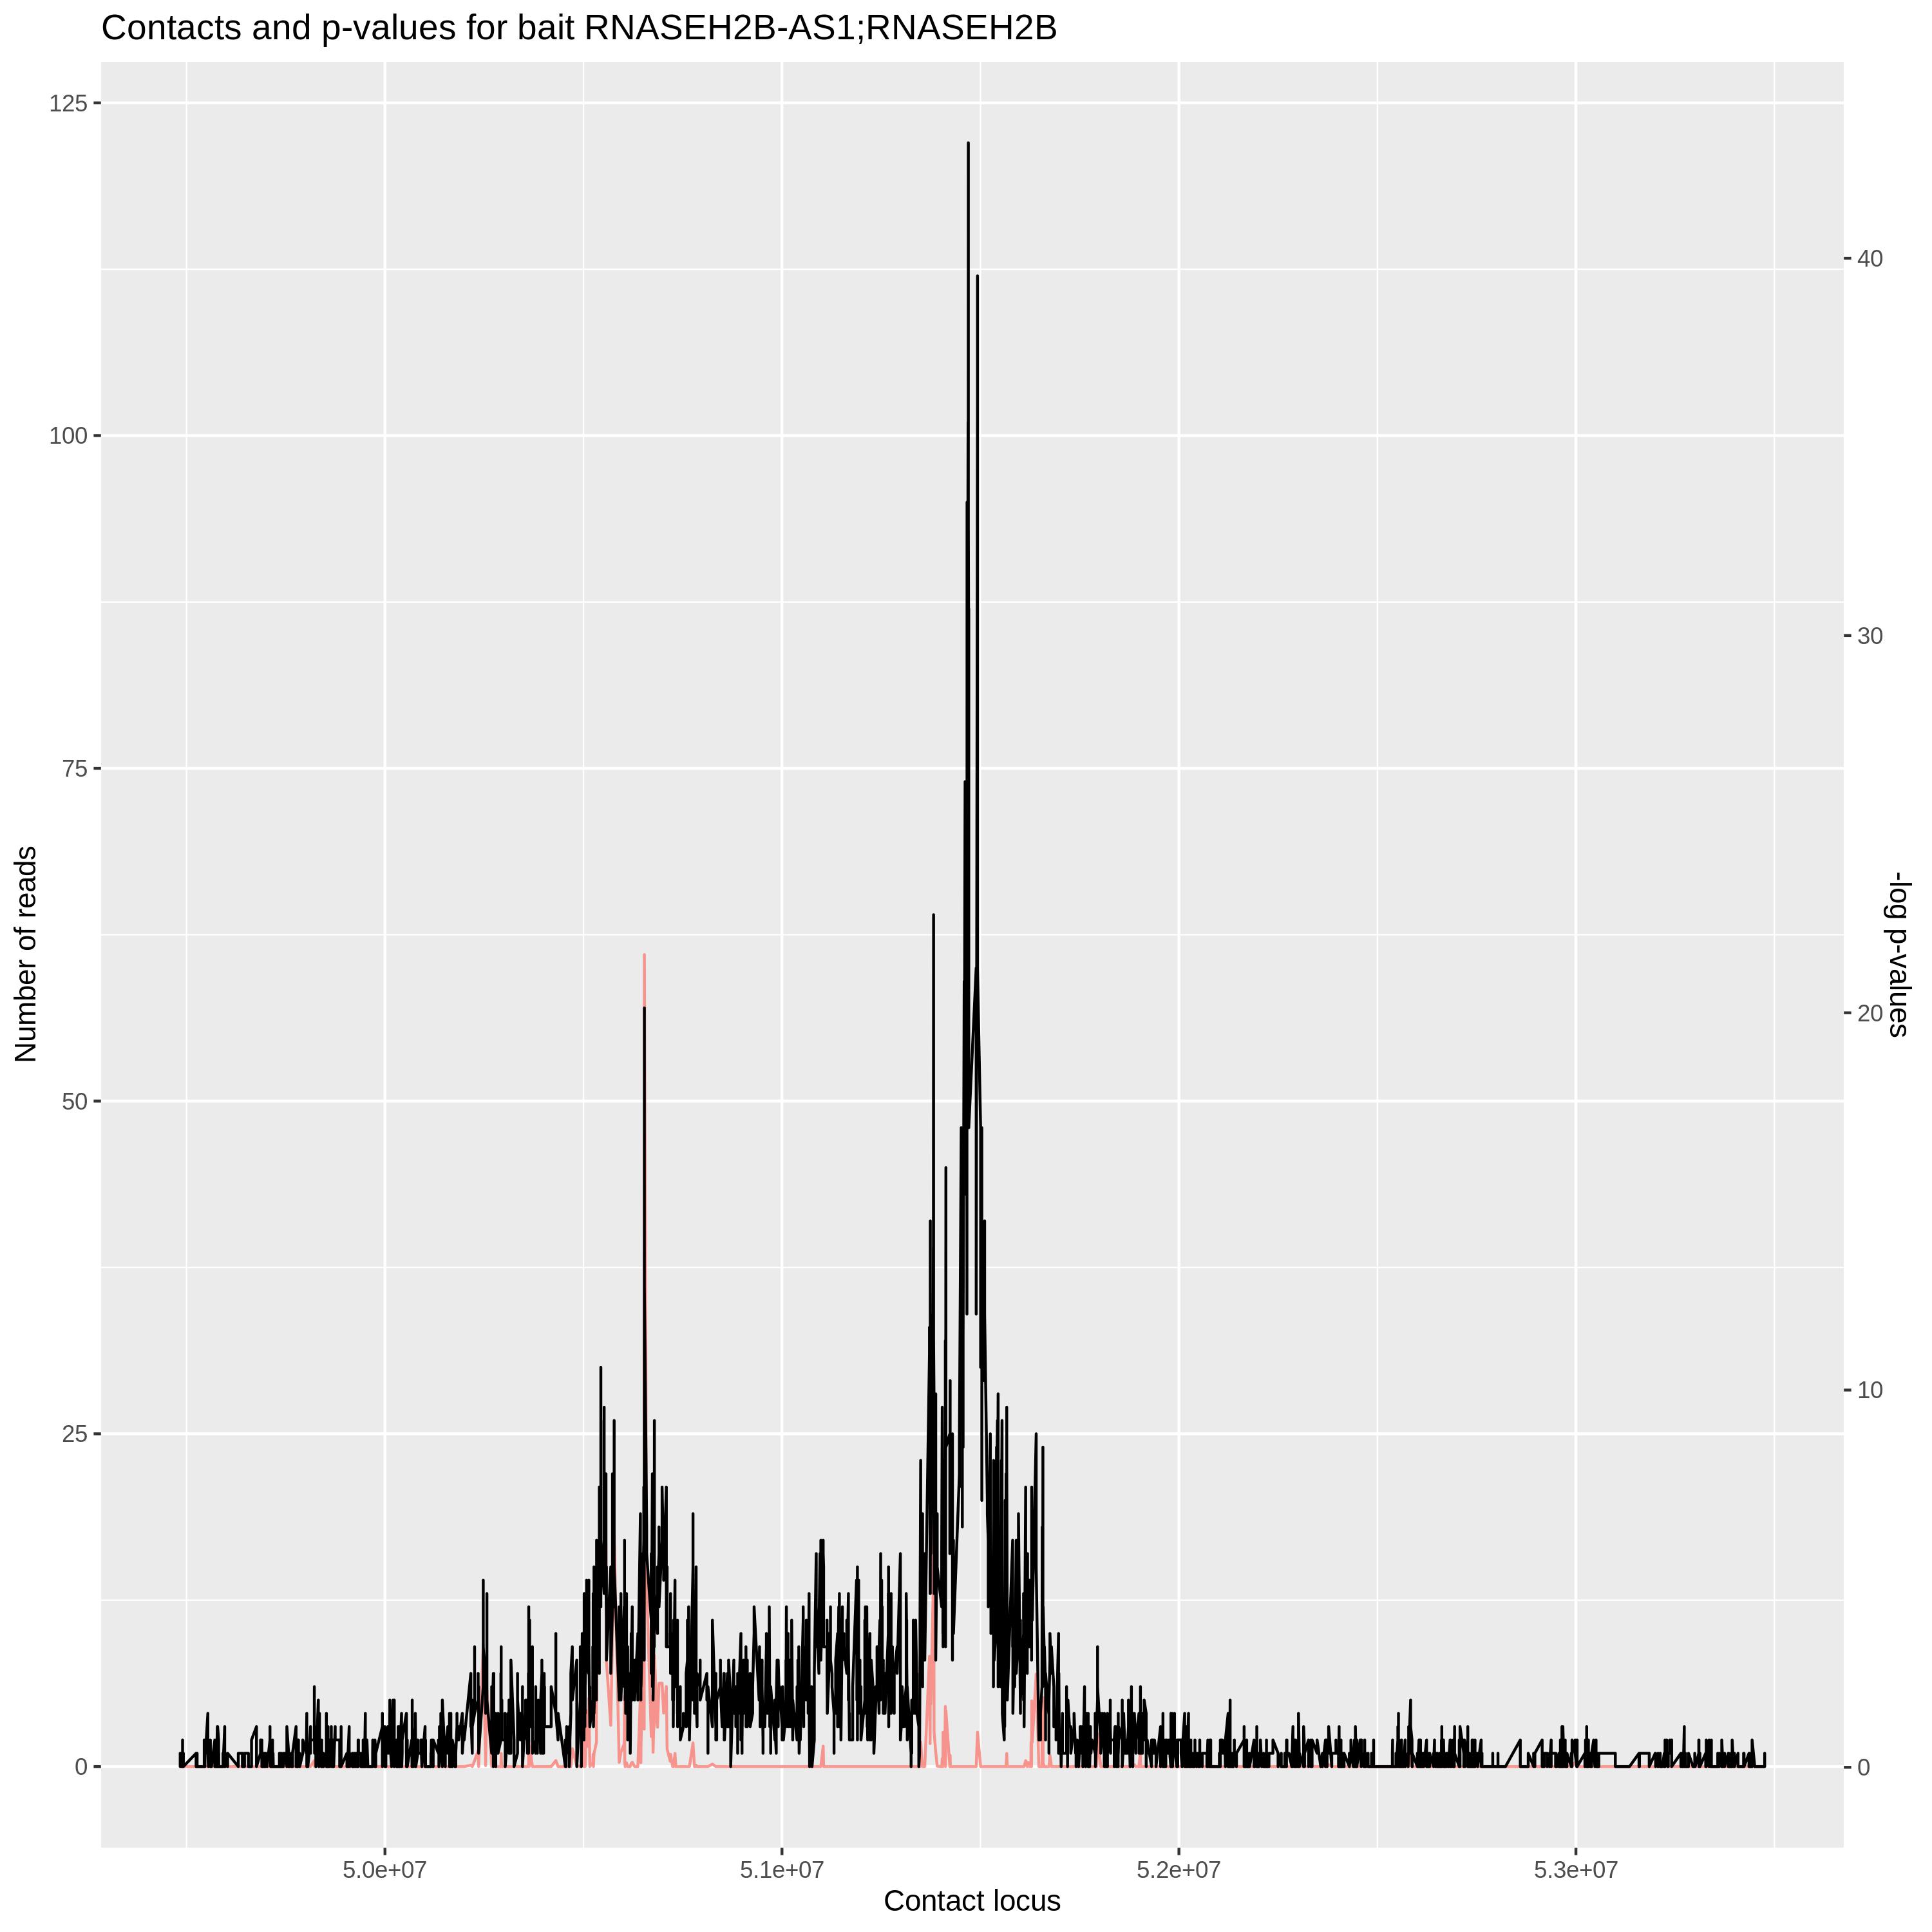 Contacts and p-values for bait RNASEH2B-AS1;RNASEH2B
125
100
75
50
25
0
Number of reads
40
30
20
10
0
-log p-values
5.0e+07 5.1e+07 5.2e+07 5.3e+07
Contact locus